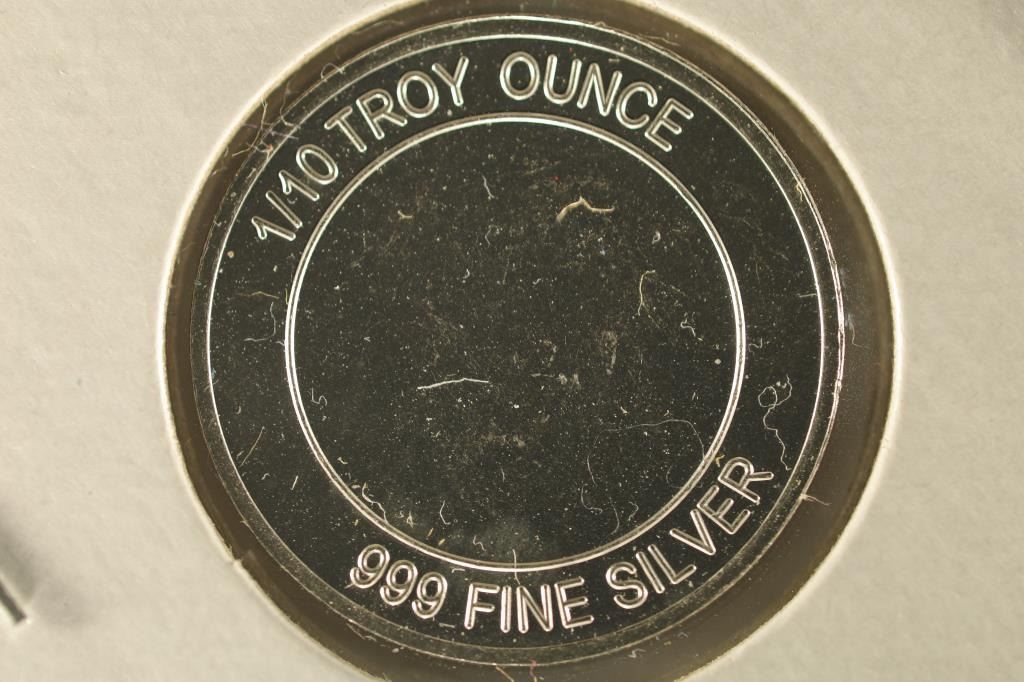 1/10 TROY OUNCE
999 FINE SILVER